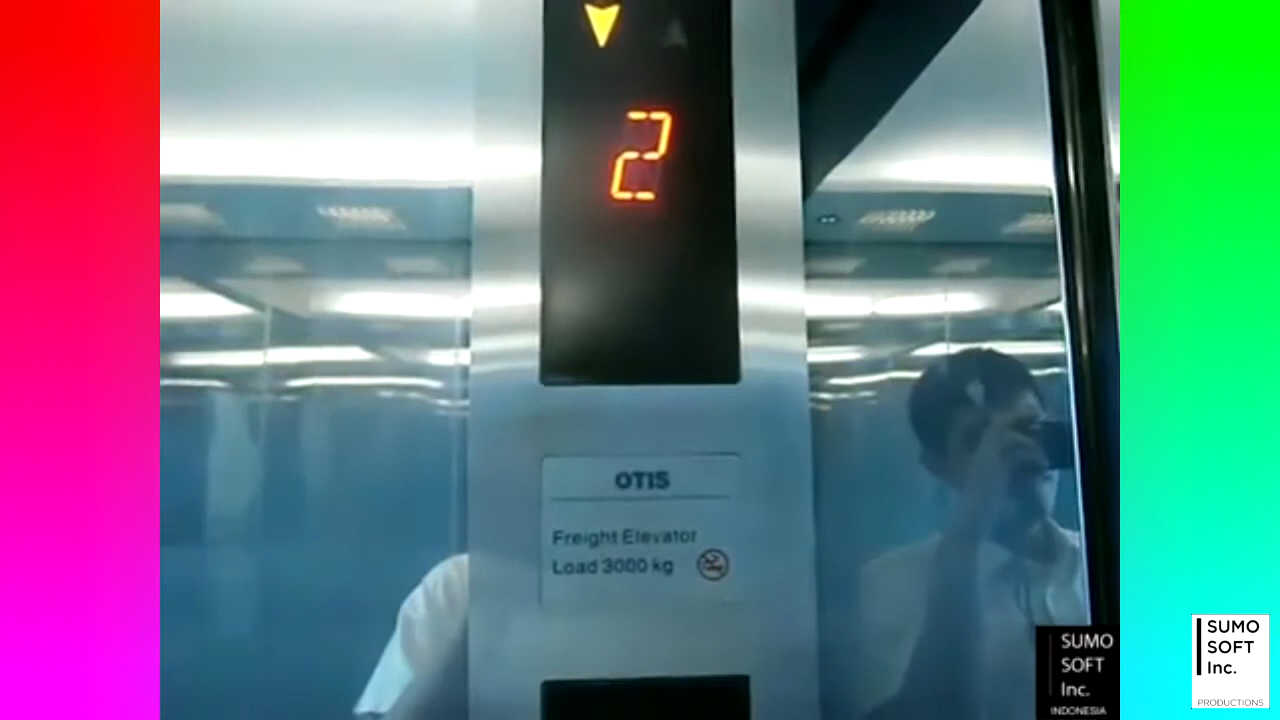 2
OTIS
Freight Elevator
Load 3000 kg
SUMO
SOFT
Inc.
INDONESIA
SUMO
SOFT
Inc.
PRODUCTIONS